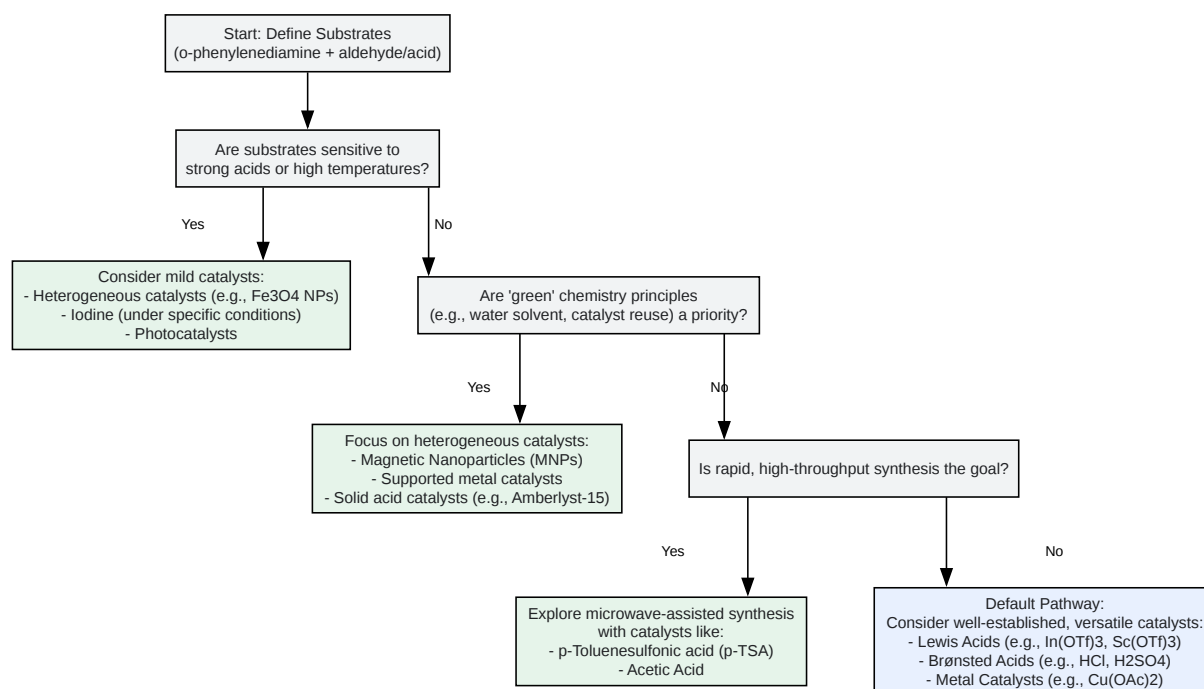 Start: Define Substrates
(o-phenylenediamine + aldehyde/acid)
Are substrates sensitive to
strong acids or high temperatures?
Yes
No
Consider mild catalysts:
- Heterogeneous catalysts (e.g., Fe3O4 NPs)
- Iodine (under specific conditions)
- Photocatalysts
Are 'green' chemistry principles
(e.g., water solvent, catalyst reuse) a priority?
Yes
No
Focus on heterogeneous catalysts:
- Magnetic Nanoparticles (MNPs)
- Supported metal catalysts
- Solid acid catalysts (e.g., Amberlyst-15)
Is rapid, high-throughput synthesis the goal?
Yes
No
Explore microwave-assisted synthesis
with catalysts like:
- p-Toluenesulfonic acid (p-TSA)
- Acetic Acid
Default Pathway:
Consider well-established, versatile catalysts:
- Lewis Acids (e.g., In(OTf)3, Sc(OTf)3)
- Brønsted Acids (e.g., HCl, H2SO4)
- Metal Catalysts (e.g., Cu(OAc)2)